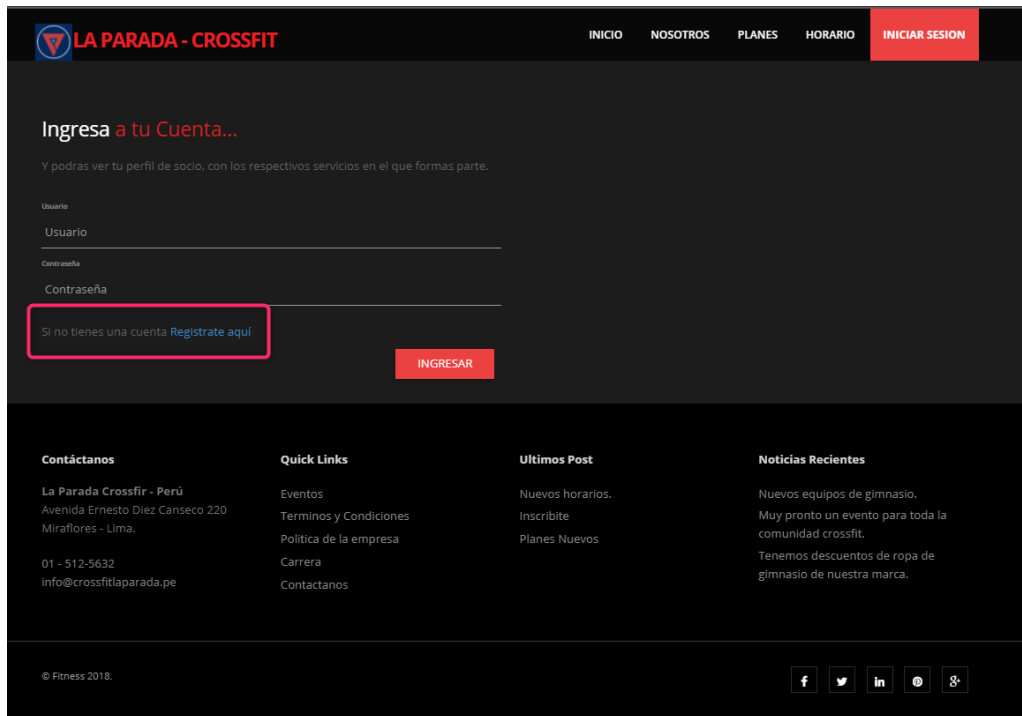 LA PARADA - CROSSFIT
INICIO NOSOTROS PLANES HORARIO INICIAR SESION
Ingresa a tu Cuenta...
Y podras ver tu perfil de socio, con los respectivos servicios en el que formas parte.
Usuario
Usuario
Contraseña
Contraseña
Si no tienes una cuenta Registrate aquí
INGRESAR
Contáctanos
La Parada Crossfir - Perú
Avenida Ernesto Diez Canseco 220
Miraflores - Lima.
01 - 512-5632
info@crossfitlaparada.pe
Quick Links
Eventos
Terminos y Condiciones
Politica de la empresa
Carrera
Contactanos
Ultimos Post
Nuevos horarios.
Inscribite
Planes Nuevos
Noticias Recientes
Nuevos equipos de gimnasio.
Muy pronto un evento para toda la
comunidad crossfit.
Tenemos descuentos de ropa de
gimnasio de nuestra marca.
© Fitness 2018.